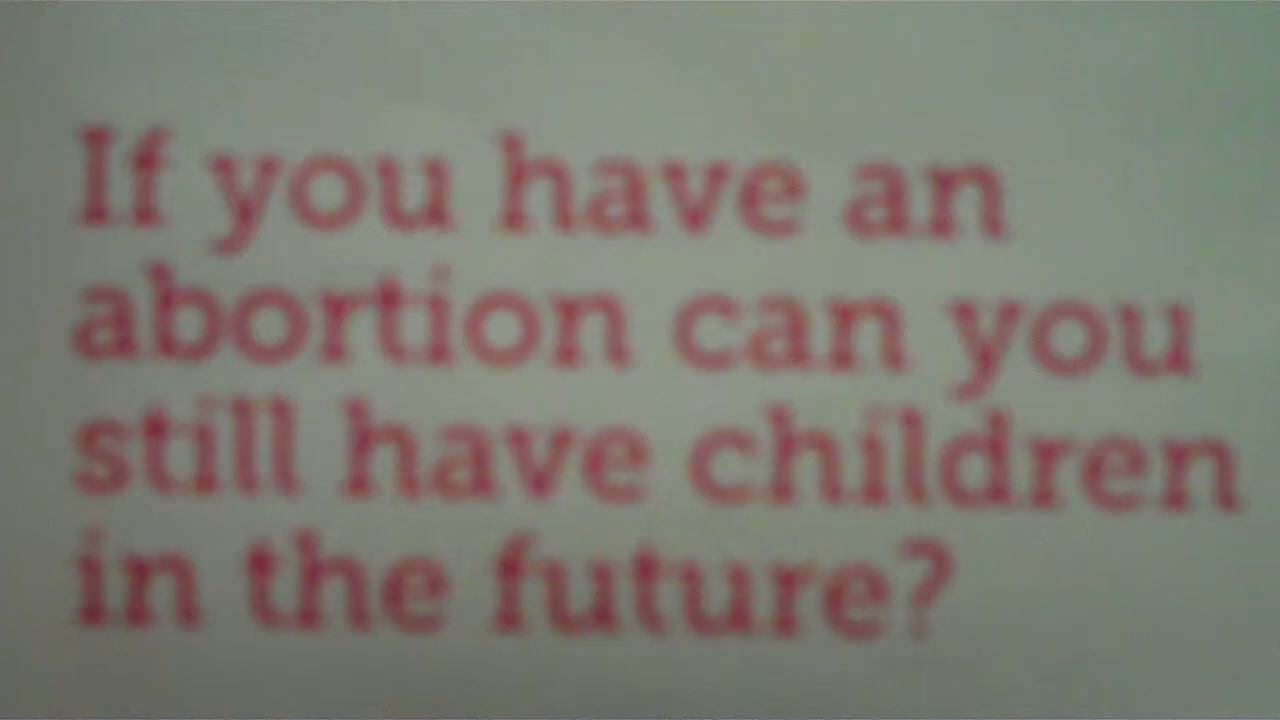 If you have an
abortion can you
still have children
in the future?